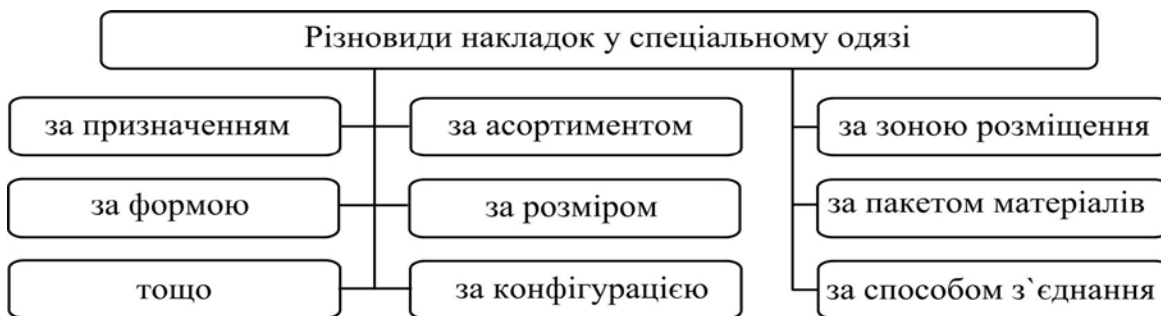 Різновиди накладок у спеціальному одязі
за призначенням
за асортиментом
за зоною розміщення
за формою
за розміром
за пакетом матеріалів
тощо
за конфігурацією
за способом з`єднання